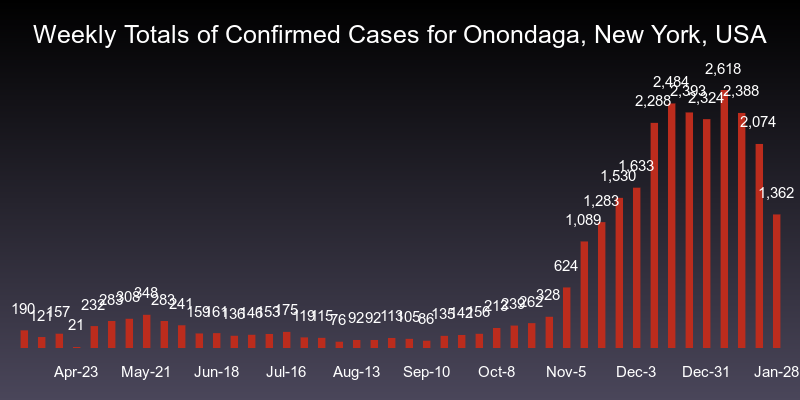 Weekly Totals of Confirmed Cases for Onondaga, New York, USA
190 121 157 21 232 283 308 348 283 241 159 161 136 146 153 175 119 115 76 92 92 113 105 86 135 142 156 213 239 262 328 624 1,089 1,283 1,530 1,633 2,288 2,484 2,393 2,324 2,618 2,388 2,074 1,362
Apr-23 May-21 Jun-18 Jul-16 Aug-13 Sep-10 Oct-8 Nov-5 Dec-3 Dec-31 Jan-28